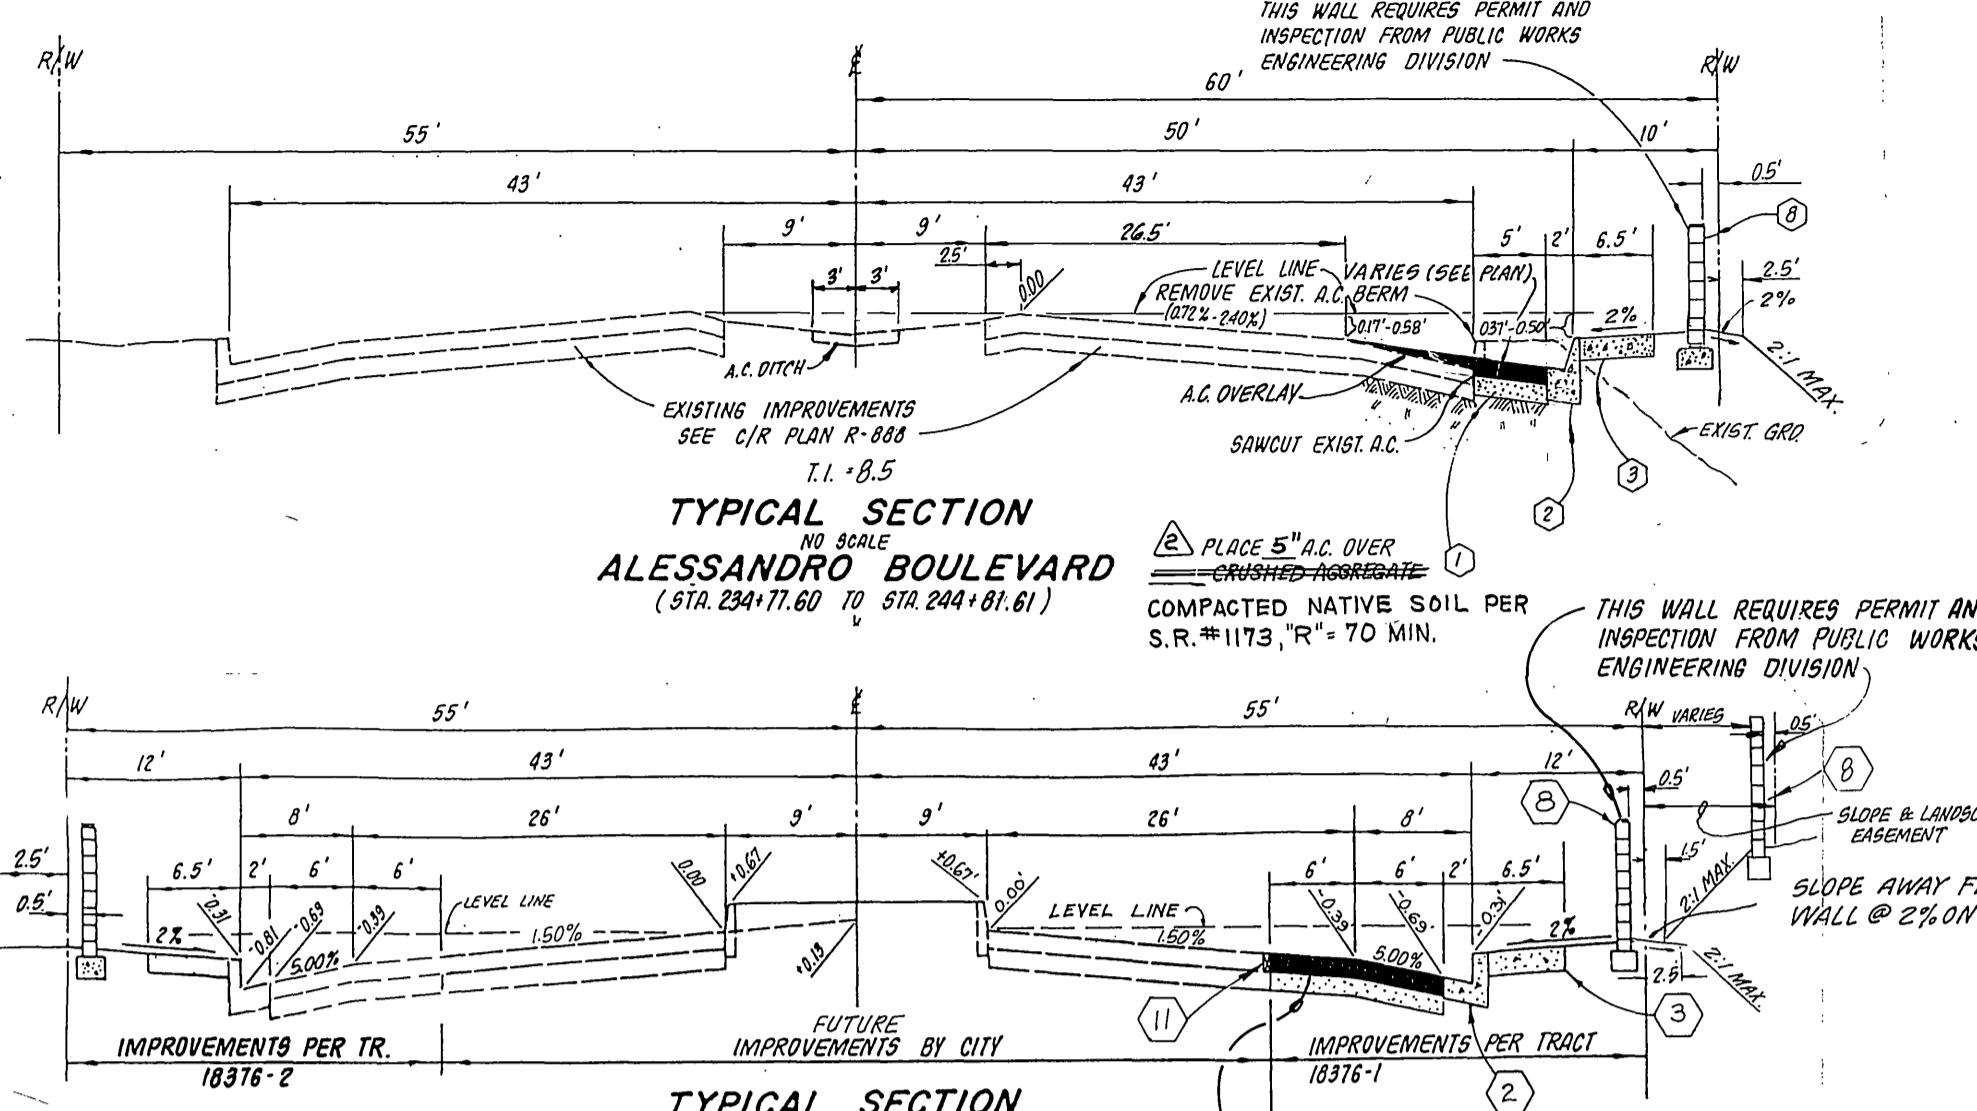 THIS WALL REQUIRES PERMIT AND
INSPECTION FROM PUBLIC WORKS
ENGINEERING DIVISION
R/W
℄
R/W
60'
55'
50'
10'
43'
43'
0.5'
8
9'
9'
26.5'
5'
2'
6.5'
2.5'
3'
3'
0.00
LEVEL LINE
VARIES (SEE PLAN)
REMOVE EXIST. A.C. BERM
(0.72%-2.40%)
0.17'-0.58'
0.37'-0.50'
2%
2.5'
2%
2:1 MAX.
A.C. DITCH
A.C. OVERLAY
EXISTING IMPROVEMENTS
SEE C/R PLAN R-888
SAWCUT EXIST. A.C.
EXIST. GRD.
3
2
1
T.I. = 8.5
TYPICAL SECTION
NO SCALE
ALESSANDRO BOULEVARD
(STA. 234+77.60 TO STA. 244+81.61)
2 PLACE 5" A.C. OVER
CRUSHED AGGREGATE
COMPACTED NATIVE SOIL PER
S.R.#1173, "R"= 70 MIN.
THIS WALL REQUIRES PERMIT AN
INSPECTION FROM PUBLIC WORKS
ENGINEERING DIVISION
R/W
℄
R/W
VARIES
0.5'
55'
55'
12'
43'
43'
12'
0.5'
8
8
8'
26'
9'
9'
26'
8'
SLOPE & LANDSC
EASEMENT
2.5'
0.5'
6.5'
2'
6'
6'
0.00
+0.67
+0.67'
0.00'
6'
6'
2'
6.5'
1.5'
2:1 MAX.
SLOPE AWAY F
WALL @ 2% ON
-0.31
-0.81
-0.69
-0.39
LEVEL LINE
LEVEL LINE
-0.39
-0.69
-0.31'
2%
5.00%
1.50%
+0.13
1.50%
5.00%
2%
2.5
2:1 MAX.
11
3
2
FUTURE
IMPROVEMENTS BY CITY
IMPROVEMENTS PER TR.
18376-2
IMPROVEMENTS PER TRACT
18376-1
TYPICAL SECTION